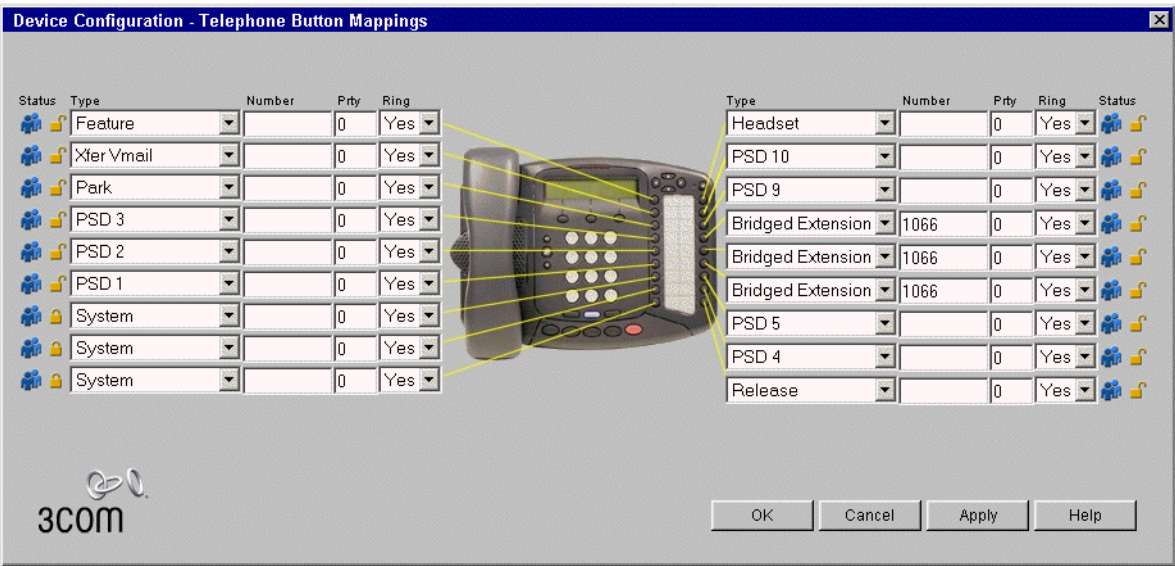 Device Configuration - Telephone Button Mappings
Status Type Number Prty Ring
Feature 0 Yes
Xfer Vmail 0 Yes
Park 0 Yes
PSD 3 0 Yes
PSD 2 0 Yes
PSD 1 0 Yes
System 0 Yes
System 0 Yes
System 0 Yes
Type Number Prty Ring Status
Headset 0 Yes
PSD 10 0 Yes
PSD 9 0 Yes
Bridged Extension 1066 0 Yes
Bridged Extension 1066 0 Yes
Bridged Extension 1066 0 Yes
PSD 5 0 Yes
PSD 4 0 Yes
Release 0 Yes
3COM
OK Cancel Apply Help